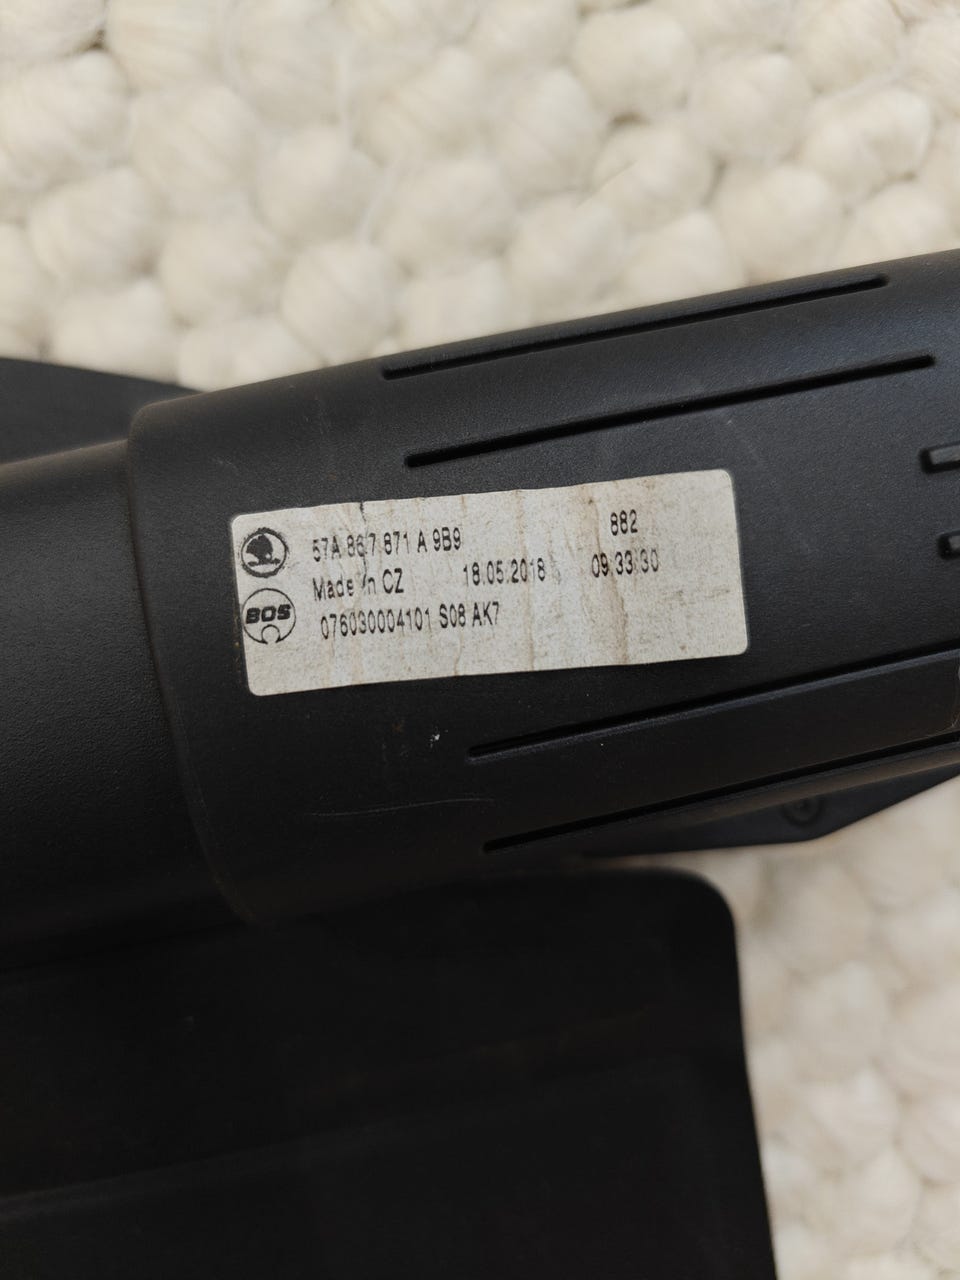 57A 867 871 A 9B9 882
Made in CZ 18.05.2018 09:33:30
BOS
076030004101 S08 AK7